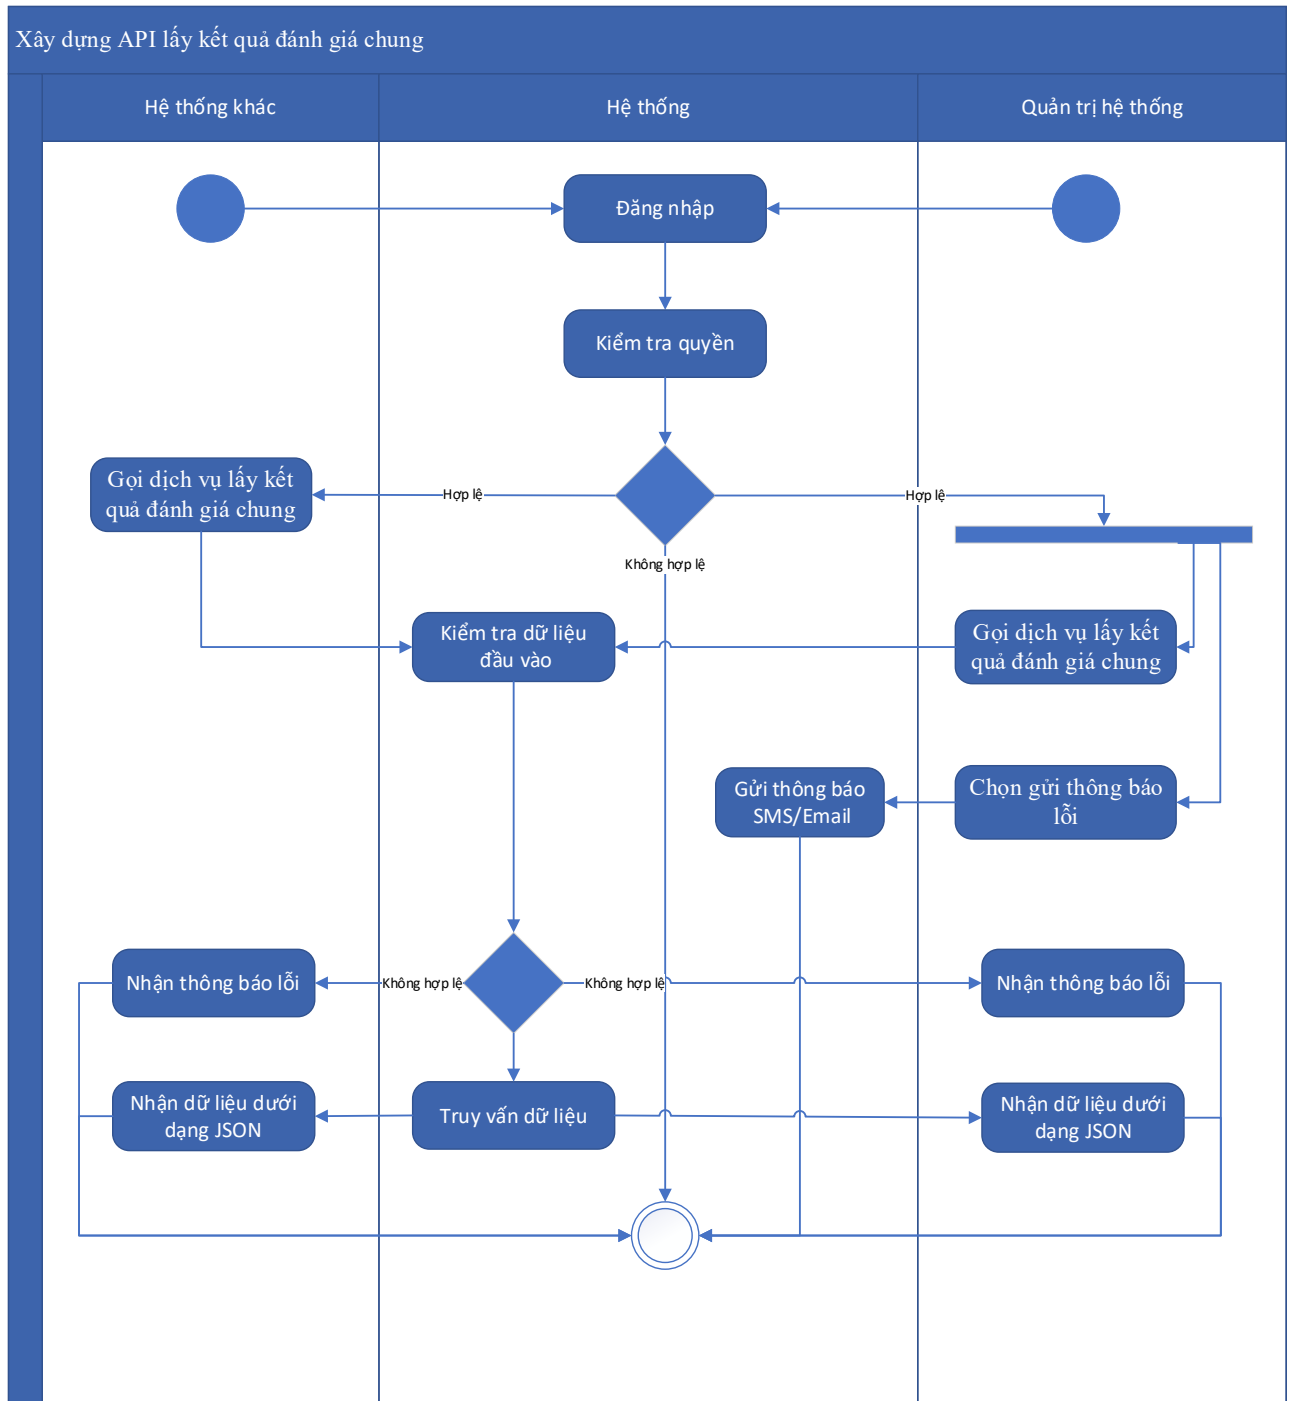 Xây dựng API lấy kết quả đánh giá chung
Hệ thống khác
Hệ thống
Quản trị hệ thống
Đăng nhập
Kiểm tra quyền
Gọi dịch vụ lấy kết
quả đánh giá chung
Hợp lệ
Hợp lệ
Không hợp lệ
Kiểm tra dữ liệu
đầu vào
Gọi dịch vụ lấy kết
quả đánh giá chung
Gửi thông báo
SMS/Email
Chọn gửi thông báo
lỗi
Nhận thông báo lỗi
Không hợp lệ
Không hợp lệ
Nhận thông báo lỗi
Nhận dữ liệu dưới
dạng JSON
Truy vấn dữ liệu
Nhận dữ liệu dưới
dạng JSON